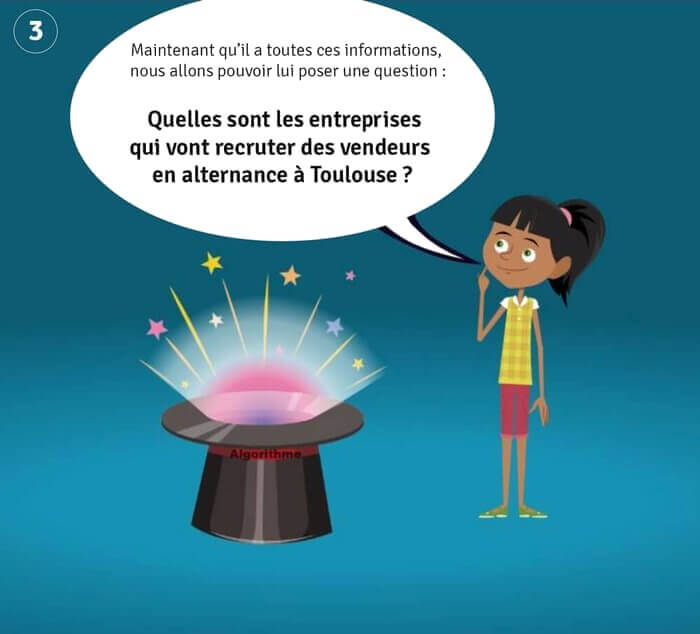 3
Maintenant qu'il a toutes ces informations,
nous allons pouvoir lui poser une question :
Quelles sont les entreprises
qui vont recruter des vendeurs
en alternance à Toulouse ?
Algorithme